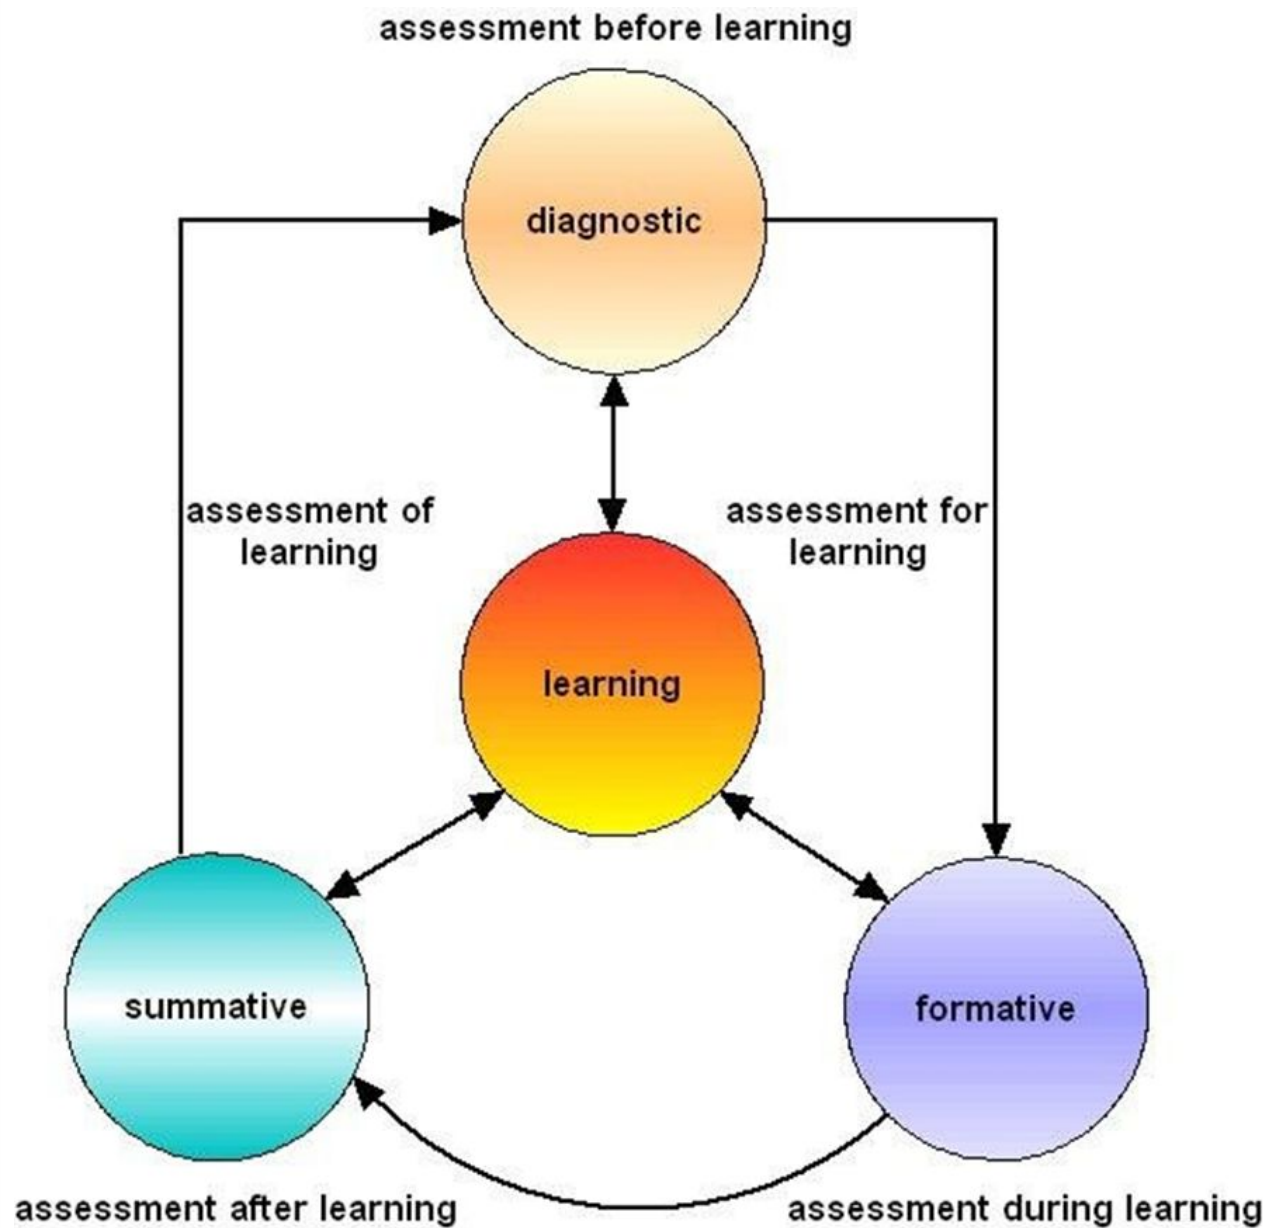 assessment before learning
diagnostic
assessment of
learning
assessment for
learning
learning
summative
formative
assessment after learning
assessment during learning